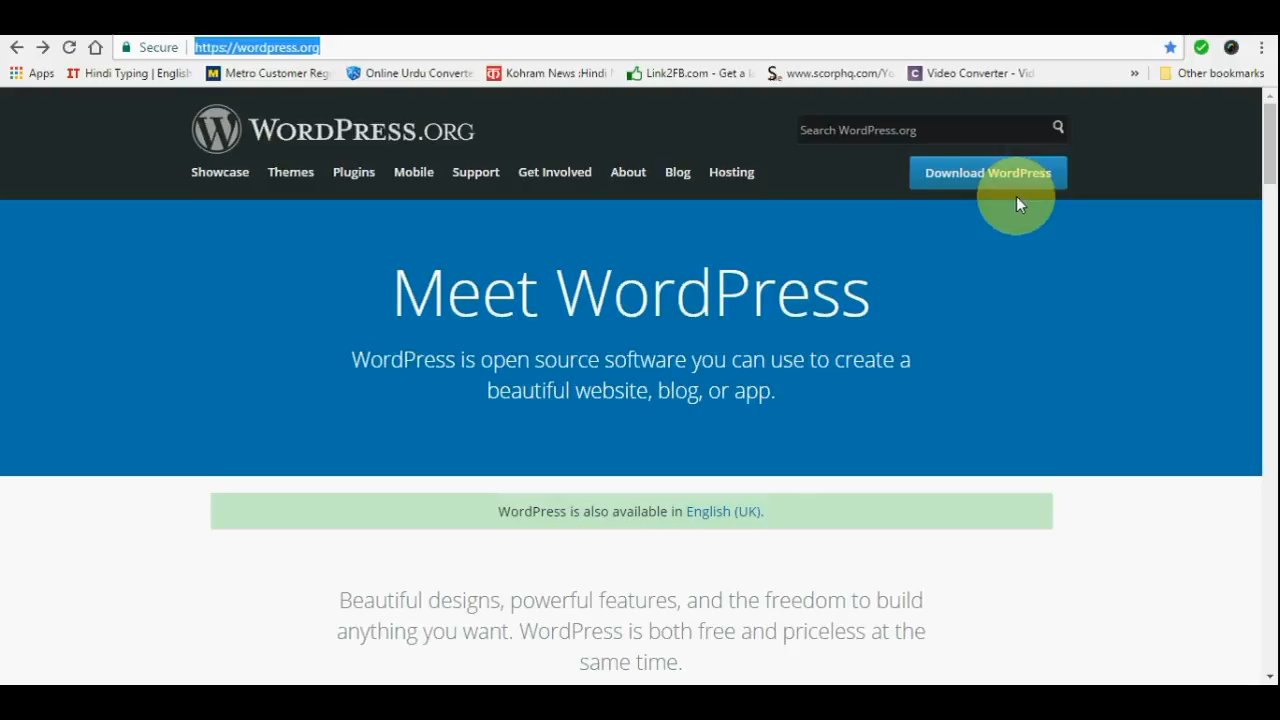 Secure https://wordpress.org
Apps Hindi Typing | English Metro Customer Reg Online Urdu Converte Kohram News :Hindi Link2FB.com - Get a www.scorphq.com/Yo Video Converter - Vid » Other bookmarks
WORDPRESS.ORG
Search WordPress.org
Showcase Themes Plugins Mobile Support Get Involved About Blog Hosting Download WordPress
Meet WordPress
WordPress is open source software you can use to create a
beautiful website, blog, or app.
WordPress is also available in English (UK).
Beautiful designs, powerful features, and the freedom to build
anything you want. WordPress is both free and priceless at the
same time.